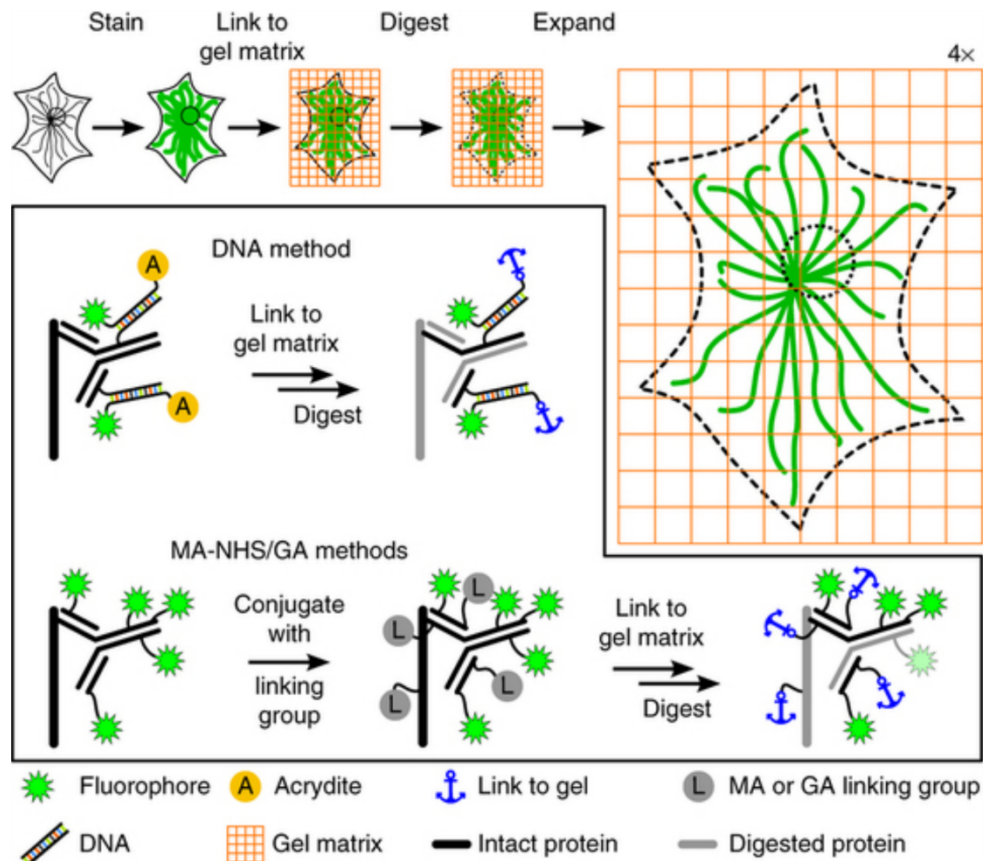 Stain
Link to
gel matrix
Digest
Expand
4×
DNA method
A
A
Link to
gel matrix
Digest
MA-NHS/GA methods
Conjugate
with
linking
group
L
L
L
L
Link to
gel matrix
Digest
Fluorophore
A Acrydite
Link to gel
L MA or GA linking group
DNA
Gel matrix
Intact protein
Digested protein